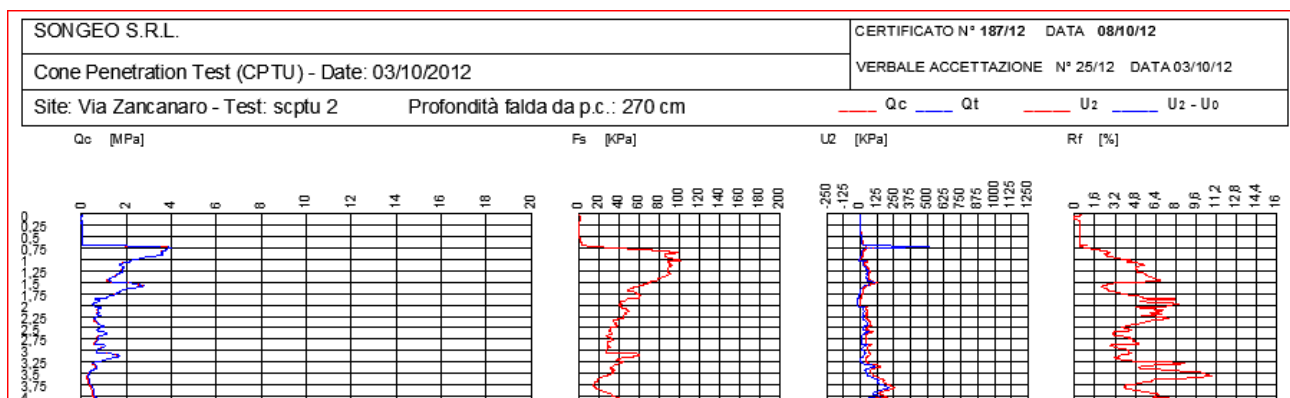 SONGEO S.R.L.
CERTIFICATO N° 187/12 DATA 08/10/12
Cone Penetration Test (CPTU) - Date: 03/10/2012
VERBALE ACCETTAZIONE N° 25/12 DATA 03/10/12
Site: Via Zancanaro - Test: scptu 2 Profondità falda da p.c.: 270 cm
Qc Qt U2 U2 - U0
Qc [MPa] Fs [KPa] U2 [KPa] Rf [%]
0 2 4 6 8 10 12 14 16 18 20
0 20 40 60 80 100 120 140 160 180 200
-250 -125 0 125 250 375 500 625 750 875 1000 1125 1250
0 1,6 3,2 4,8 6,4 8 9,6 11,2 12,8 14,4 16
0
0,25
0,5
0,75
1
1,25
1,5
1,75
2
2,25
2,5
2,75
3
3,25
3,5
3,75